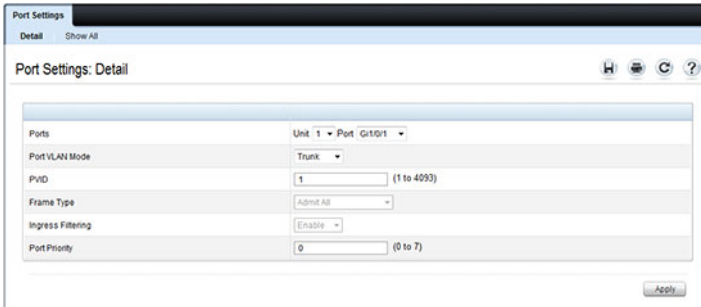 Port Settings
Detail Show All
Port Settings: Detail
Ports Unit 1 Port Gi1/0/1
Port VLAN Mode Trunk
PVID 1 (1 to 4093)
Frame Type Admit All
Ingress Filtering Enable
Port Priority 0 (0 to 7)
Apply